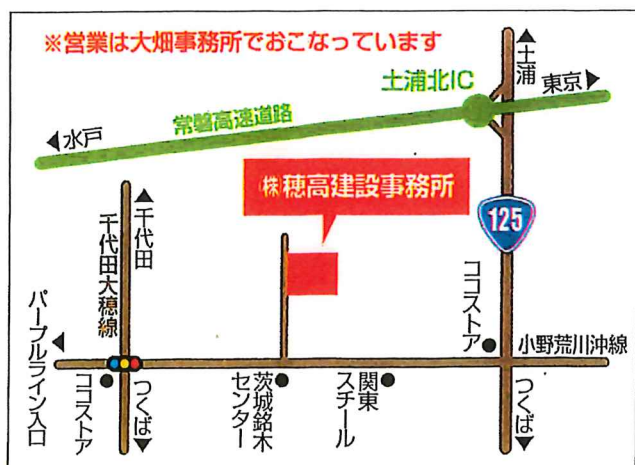 ※営業は大畑事務所でおこなっています
▲土浦
土浦北IC
東京▶
常磐高速道路
◀水戸
㈱穂高建設事務所
125
▲千代田
千代田大穂線
ココストア
パープルライン入口
小野荒川沖線
ココストア
つくば▼
茨城銘木
センター
関東
スチール
つくば▼